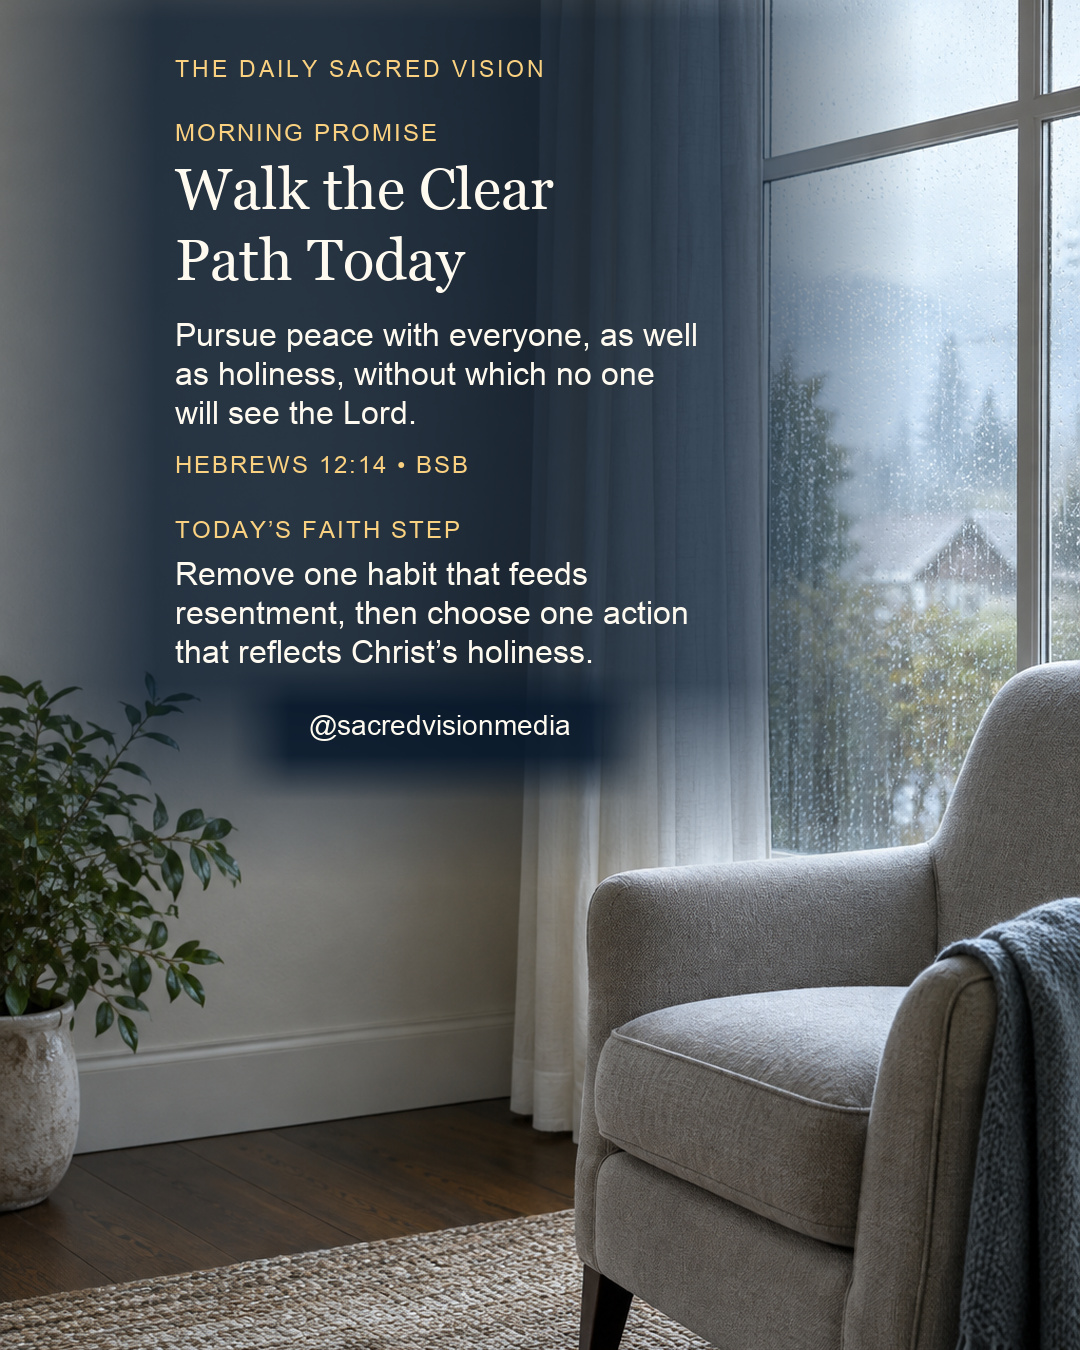 THE DAILY SACRED VISION
MORNING PROMISE
Walk the Clear
Path Today
Pursue peace with everyone, as well
as holiness, without which no one
will see the Lord.
HEBREWS 12:14 • BSB
TODAY’S FAITH STEP
Remove one habit that feeds
resentment, then choose one action
that reflects Christ’s holiness.
@sacredvisionmedia